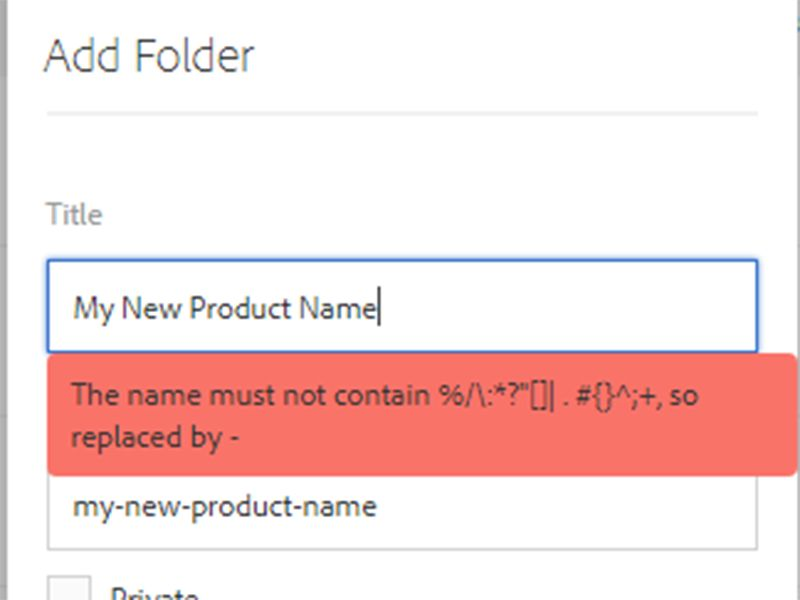 Add Folder
Title
My New Product Name
The name must not contain %/\:*?"[]| . #{}^;+, so
replaced by -
my-new-product-name
Private